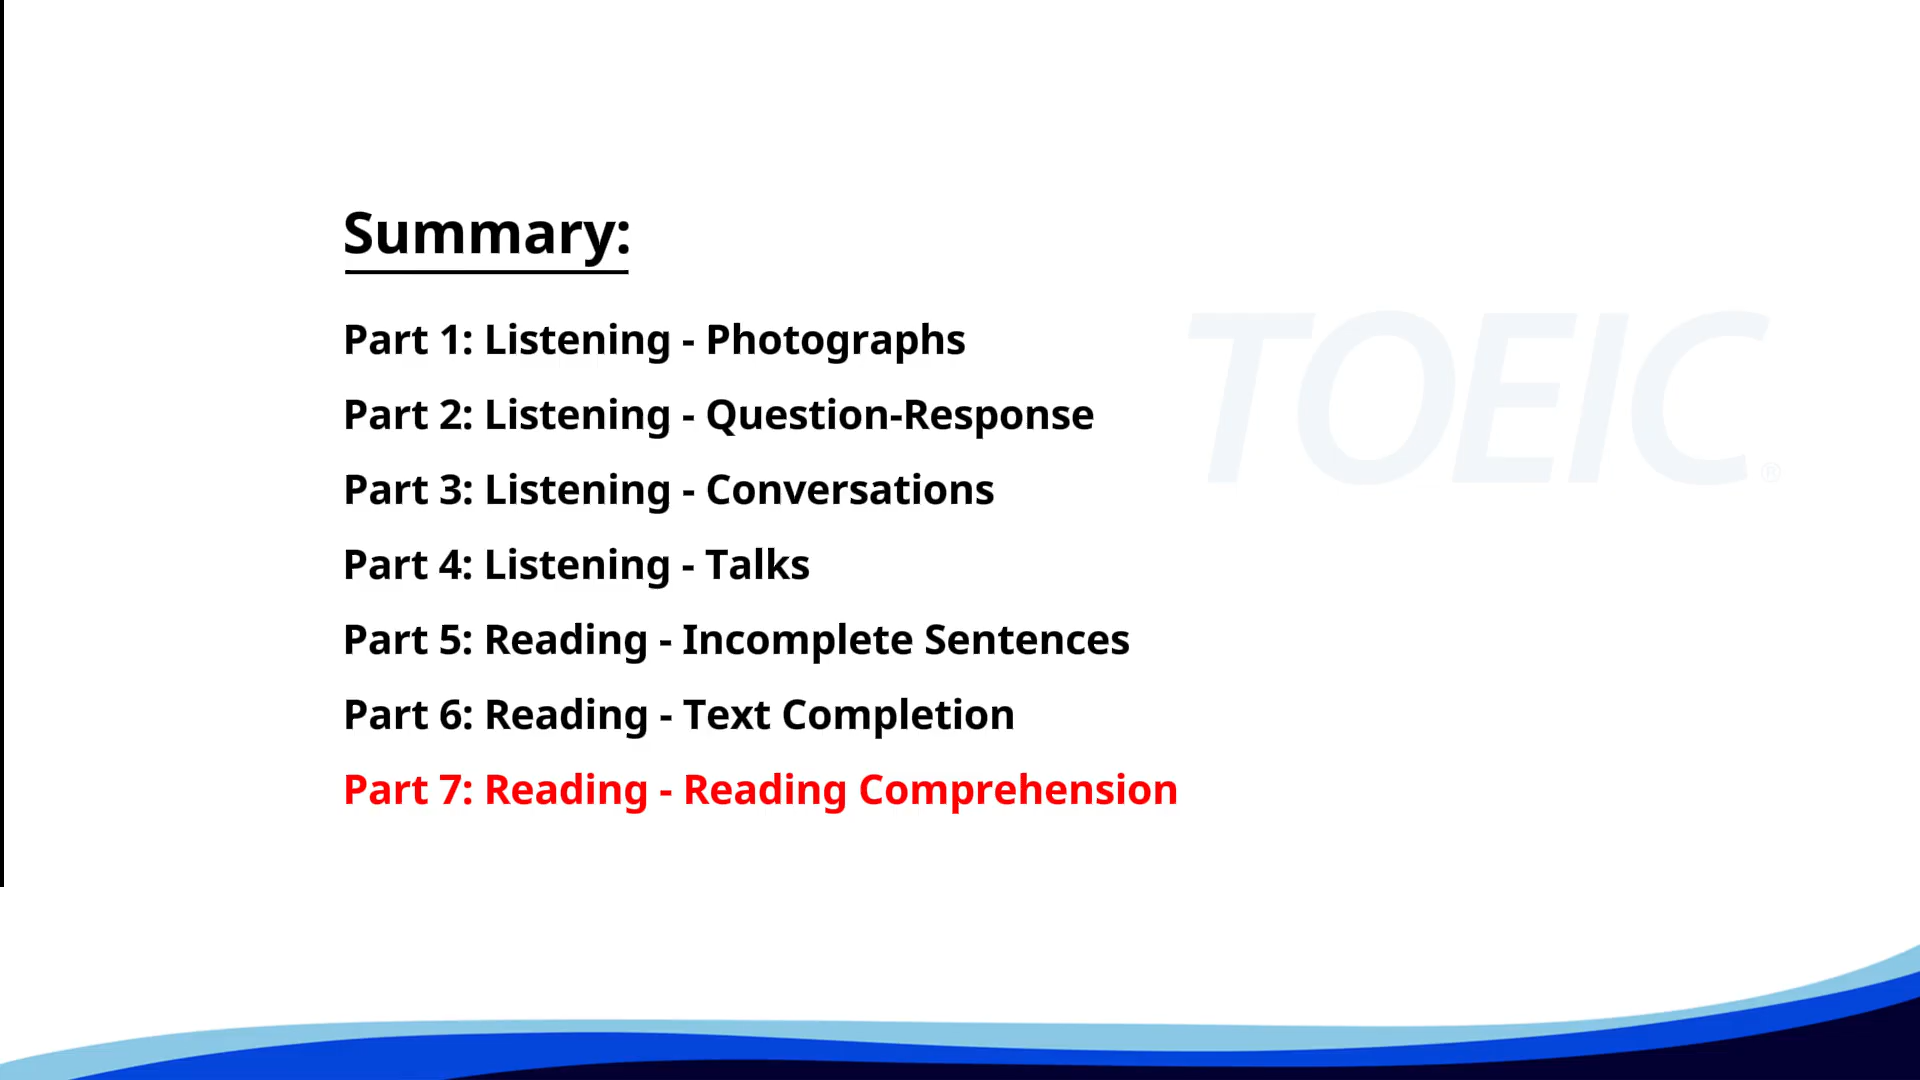 Summary:
Part 1: Listening - Photographs
TOEIC®
Part 2: Listening - Question-Response
Part 3: Listening - Conversations
Part 4: Listening - Talks
Part 5: Reading - Incomplete Sentences
Part 6: Reading - Text Completion
Part 7: Reading - Reading Comprehension